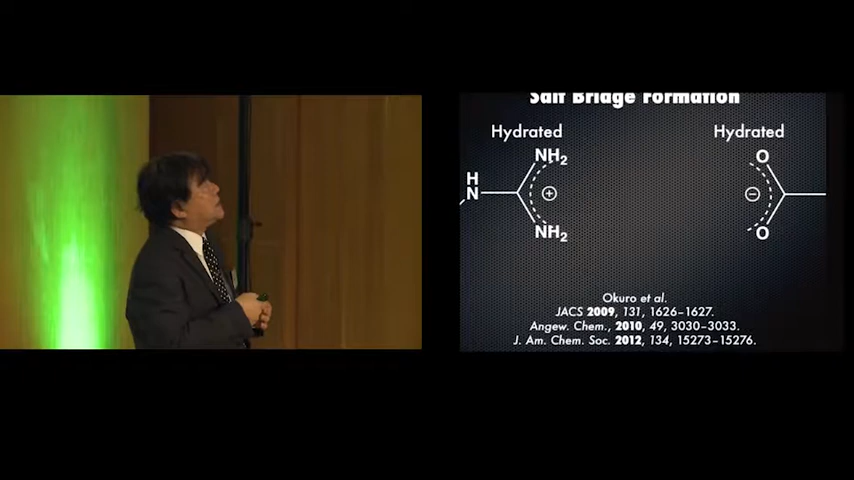 Salt Bridge Formation
Hydrated Hydrated
NH2 O
H
N
+ −
NH2 O
Okuro et al.
JACS 2009, 131, 1626–1627.
Angew. Chem., 2010, 49, 3030–3033.
J. Am. Chem. Soc. 2012, 134, 15273–15276.